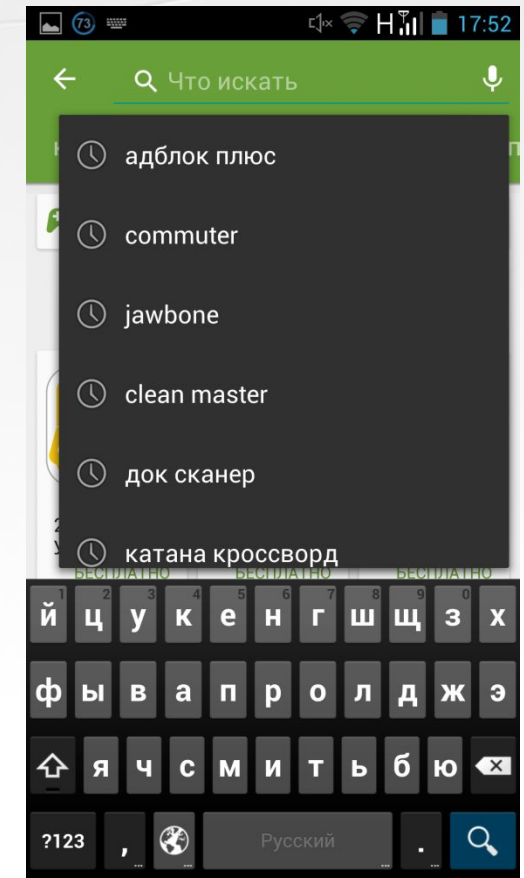 73 H 17:52
Что искать
адблок плюс
commuter
jawbone
clean master
док сканер
катана кроссворд
БЕСПЛАТНО БЕСПЛАТНО БЕСПЛАТНО
1 2 3 4 5 6 7 8 9 0
й ц у к е н г ш щ з х
ф ы в а п р о л д ж э
я ч с м и т ь б ю
?123 , Русский .